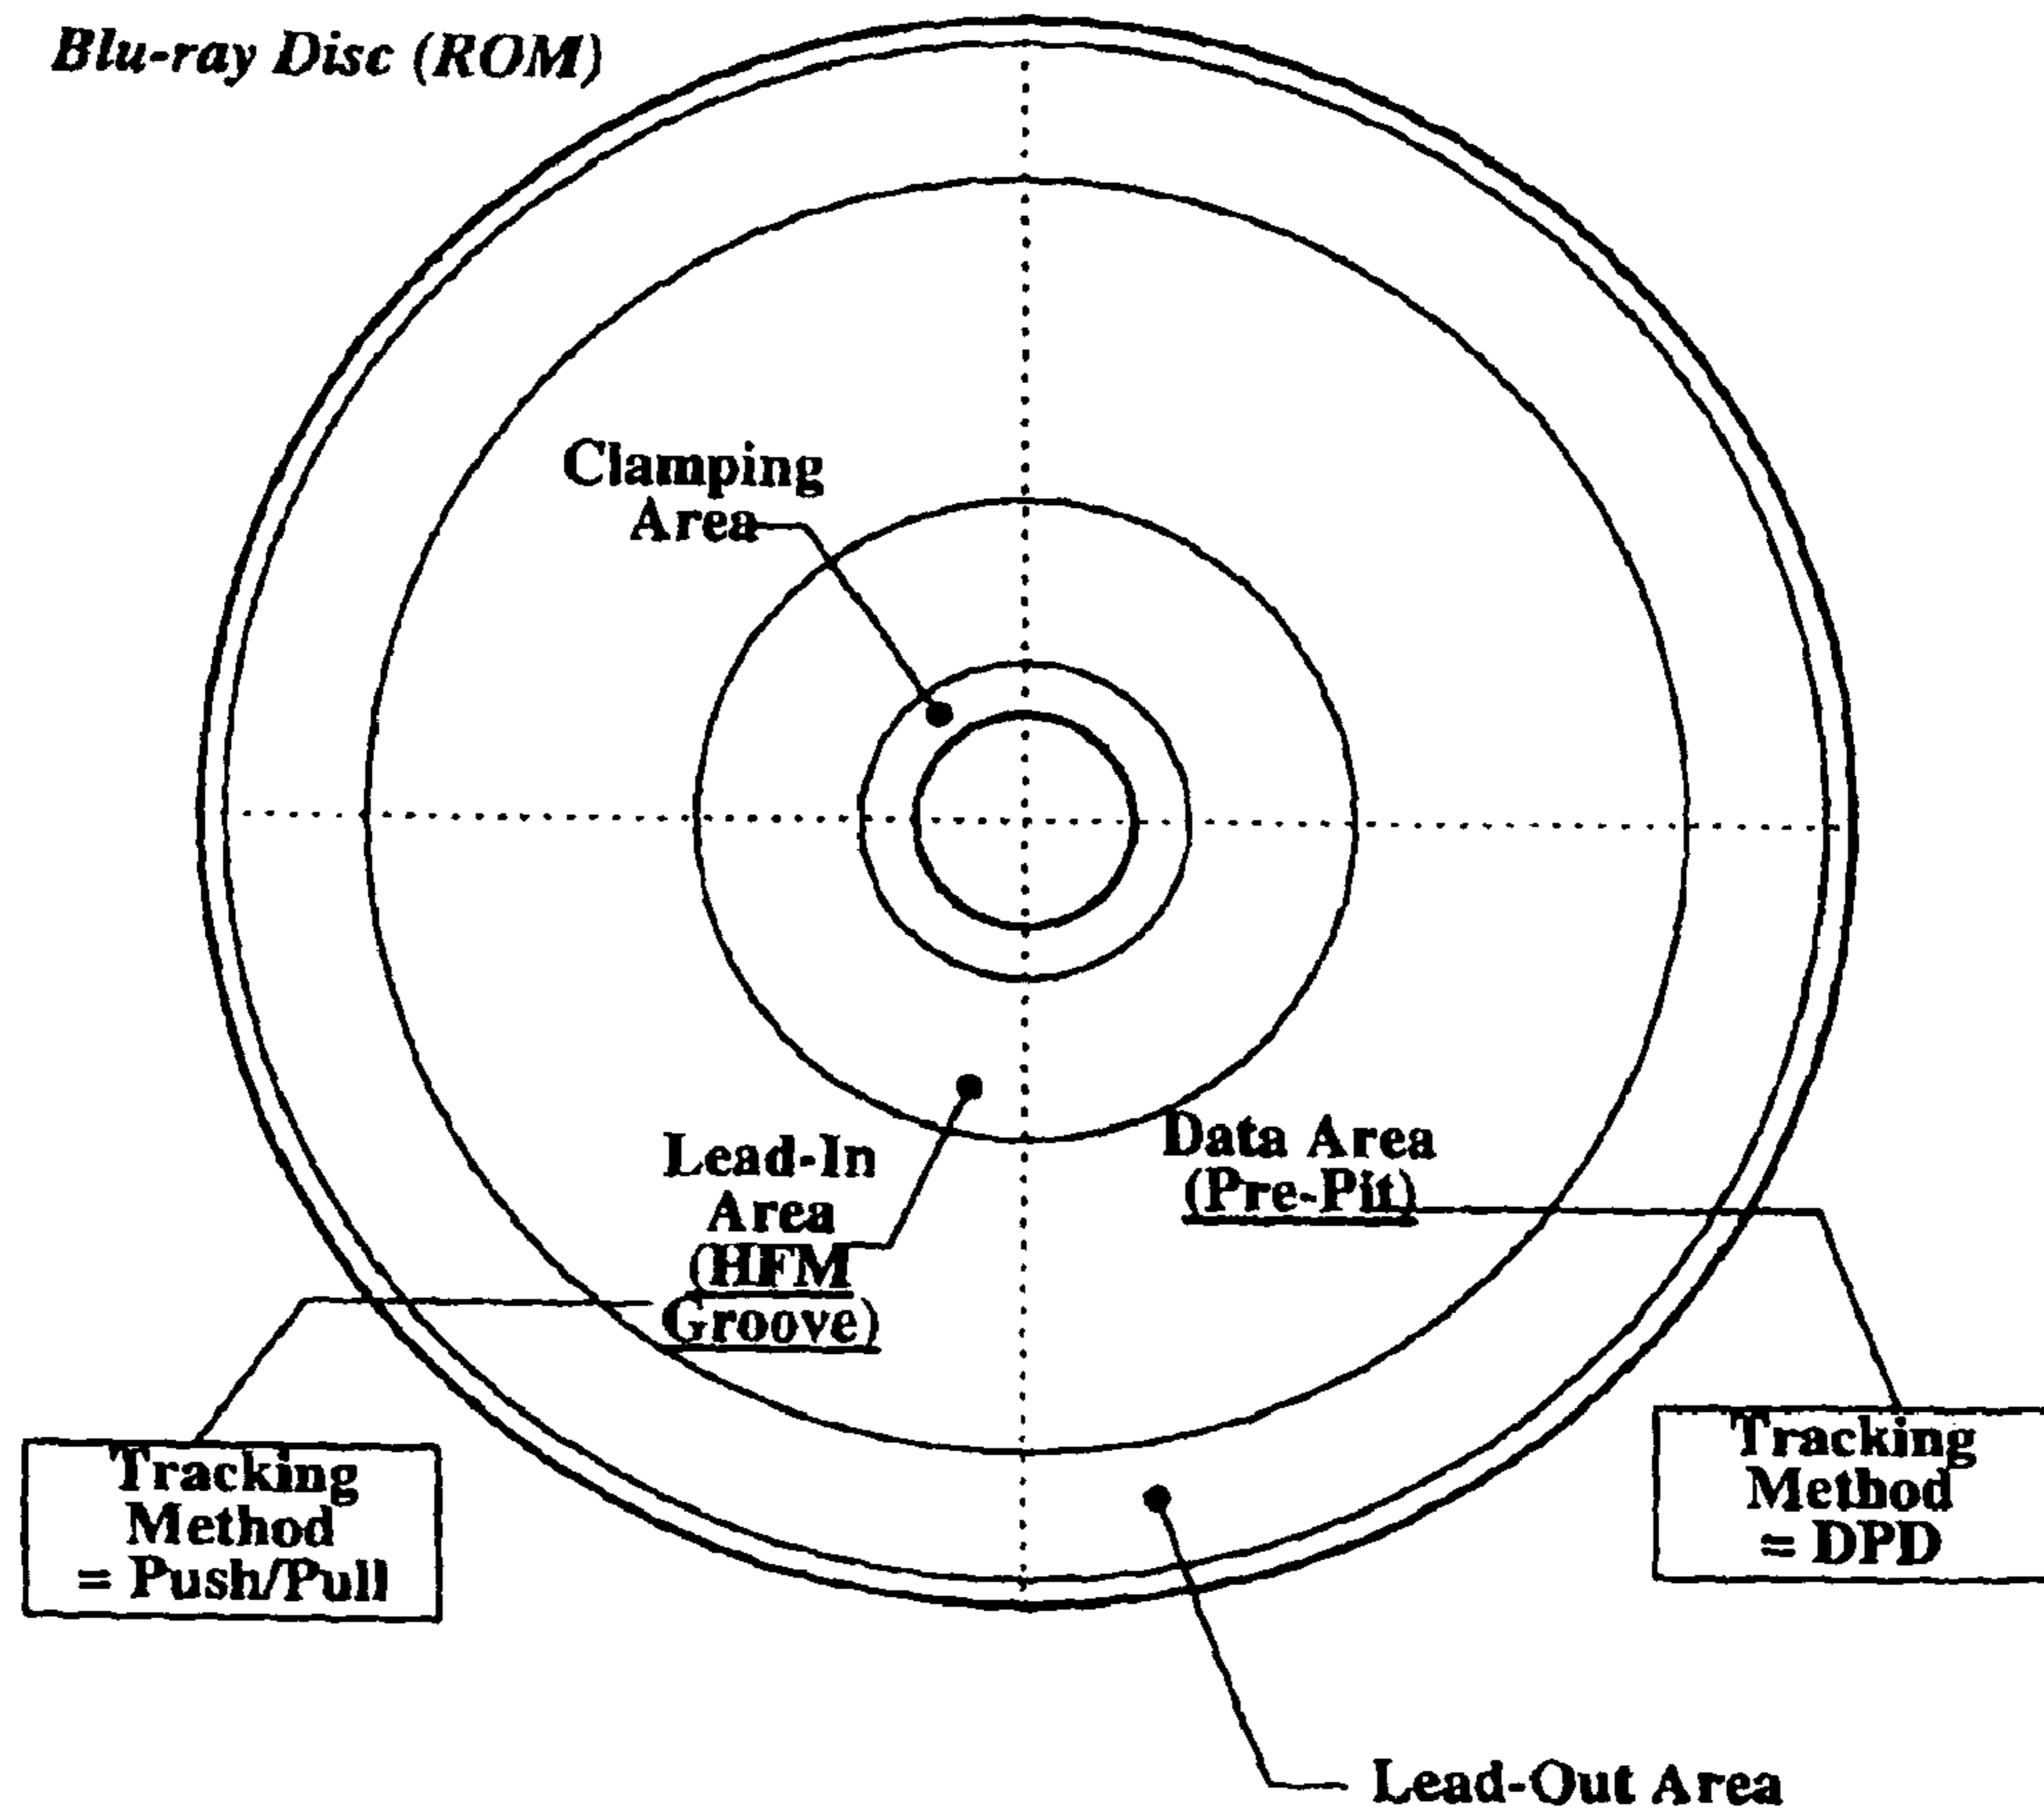 Blu-ray Disc (ROM)
Clamping
Area
Lead-In
Area
(HFM
Groove)
Data Area
(Pre-Pit)
Tracking
Method
= Push/Pull
Tracking
Method
= DPD
Lead-Out Area